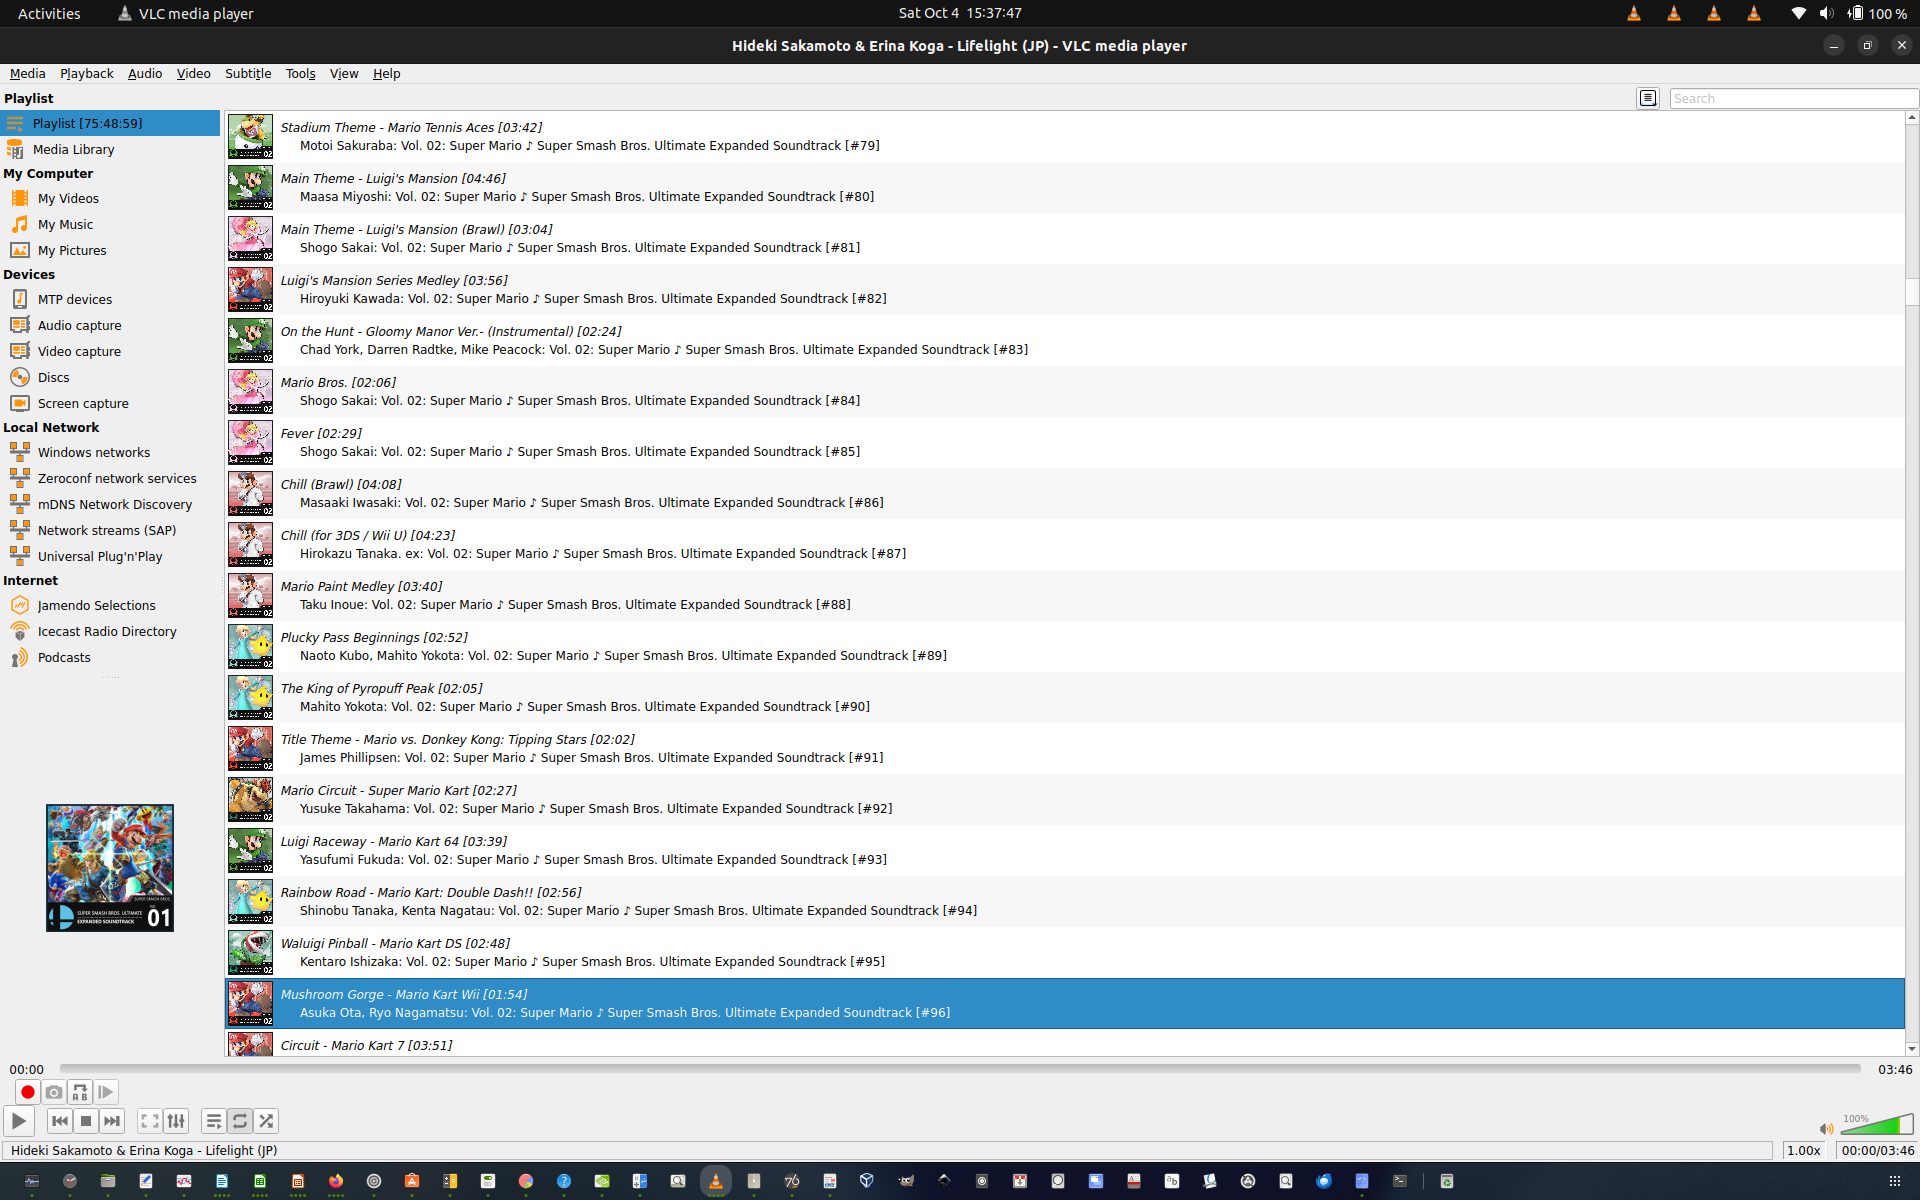 Activities
VLC media player
Sat Oct 4 15:37:47
100 %
Hideki Sakamoto & Erina Koga - Lifelight (JP) - VLC media player
Media Playback Audio Video Subtitle Tools View Help
Playlist
Search
Playlist [75:48:59]
Media Library
My Computer
My Videos
My Music
My Pictures
Devices
MTP devices
Audio capture
Video capture
Discs
Screen capture
Local Network
Windows networks
Zeroconf network services
mDNS Network Discovery
Network streams (SAP)
Universal Plug'n'Play
Internet
Jamendo Selections
Icecast Radio Directory
Podcasts
SUPER SMASH BROS. ULTIMATE
EXPANDED SOUNDTRACK
01
Stadium Theme - Mario Tennis Aces [03:42]
Motoi Sakuraba: Vol. 02: Super Mario ♪ Super Smash Bros. Ultimate Expanded Soundtrack [#79]
Main Theme - Luigi's Mansion [04:46]
Maasa Miyoshi: Vol. 02: Super Mario ♪ Super Smash Bros. Ultimate Expanded Soundtrack [#80]
Main Theme - Luigi's Mansion (Brawl) [03:04]
Shogo Sakai: Vol. 02: Super Mario ♪ Super Smash Bros. Ultimate Expanded Soundtrack [#81]
Luigi's Mansion Series Medley [03:56]
Hiroyuki Kawada: Vol. 02: Super Mario ♪ Super Smash Bros. Ultimate Expanded Soundtrack [#82]
On the Hunt - Gloomy Manor Ver.- (Instrumental) [02:24]
Chad York, Darren Radtke, Mike Peacock: Vol. 02: Super Mario ♪ Super Smash Bros. Ultimate Expanded Soundtrack [#83]
Mario Bros. [02:06]
Shogo Sakai: Vol. 02: Super Mario ♪ Super Smash Bros. Ultimate Expanded Soundtrack [#84]
Fever [02:29]
Shogo Sakai: Vol. 02: Super Mario ♪ Super Smash Bros. Ultimate Expanded Soundtrack [#85]
Chill (Brawl) [04:08]
Masaaki Iwasaki: Vol. 02: Super Mario ♪ Super Smash Bros. Ultimate Expanded Soundtrack [#86]
Chill (for 3DS / Wii U) [04:23]
Hirokazu Tanaka. ex: Vol. 02: Super Mario ♪ Super Smash Bros. Ultimate Expanded Soundtrack [#87]
Mario Paint Medley [03:40]
Taku Inoue: Vol. 02: Super Mario ♪ Super Smash Bros. Ultimate Expanded Soundtrack [#88]
Plucky Pass Beginnings [02:52]
Naoto Kubo, Mahito Yokota: Vol. 02: Super Mario ♪ Super Smash Bros. Ultimate Expanded Soundtrack [#89]
The King of Pyropuff Peak [02:05]
Mahito Yokota: Vol. 02: Super Mario ♪ Super Smash Bros. Ultimate Expanded Soundtrack [#90]
Title Theme - Mario vs. Donkey Kong: Tipping Stars [02:02]
James Phillipsen: Vol. 02: Super Mario ♪ Super Smash Bros. Ultimate Expanded Soundtrack [#91]
Mario Circuit - Super Mario Kart [02:27]
Yusuke Takahama: Vol. 02: Super Mario ♪ Super Smash Bros. Ultimate Expanded Soundtrack [#92]
Luigi Raceway - Mario Kart 64 [03:39]
Yasufumi Fukuda: Vol. 02: Super Mario ♪ Super Smash Bros. Ultimate Expanded Soundtrack [#93]
Rainbow Road - Mario Kart: Double Dash!! [02:56]
Shinobu Tanaka, Kenta Nagatau: Vol. 02: Super Mario ♪ Super Smash Bros. Ultimate Expanded Soundtrack [#94]
Waluigi Pinball - Mario Kart DS [02:48]
Kentaro Ishizaka: Vol. 02: Super Mario ♪ Super Smash Bros. Ultimate Expanded Soundtrack [#95]
Mushroom Gorge - Mario Kart Wii [01:54]
Asuka Ota, Ryo Nagamatsu: Vol. 02: Super Mario ♪ Super Smash Bros. Ultimate Expanded Soundtrack [#96]
Circuit - Mario Kart 7 [03:51]
00:00
03:46
100%
Hideki Sakamoto & Erina Koga - Lifelight (JP)
1.00x
00:00/03:46